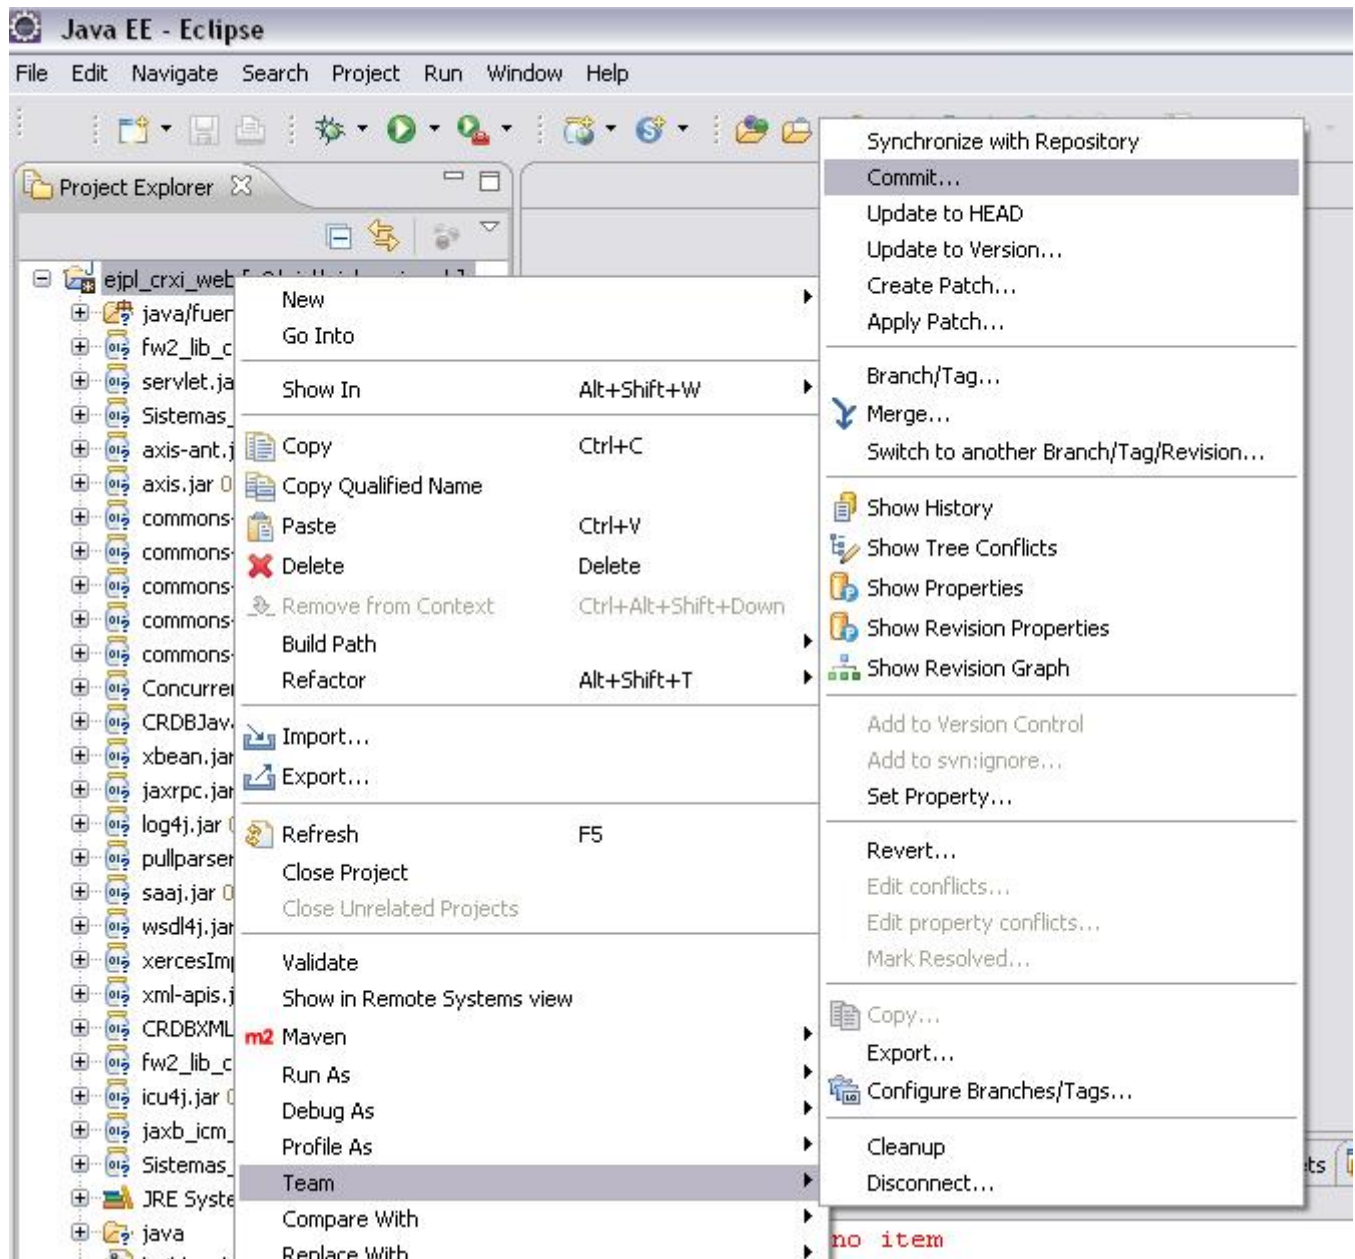 Java EE - Eclipse
File Edit Navigate Search Project Run Window Help
Project Explorer
ejpl_crxi_web
java/fuer
fw2_lib_c
servlet.ja
Sistemas_
axis-ant.j
axis.jar 0
commons-
commons-
commons-
commons-
commons-
Concurrer
CRDBJav
xbean.jar
jaxrpc.jar
log4j.jar
pullparser
saaj.jar 0
wsdl4j.jar
xercesImp
xml-apis.j
CRDBXML
fw2_lib_c
icu4j.jar
jaxb_icm_
Sistemas_
JRE Syste
java
New
Go Into
Show In Alt+Shift+W
Copy Ctrl+C
Copy Qualified Name
Paste Ctrl+V
Delete Delete
Remove from Context Ctrl+Alt+Shift+Down
Build Path
Refactor Alt+Shift+T
Import...
Export...
Refresh F5
Close Project
Close Unrelated Projects
Validate
Show in Remote Systems view
m2 Maven
Run As
Debug As
Profile As
Team
Compare With
Replace With
Synchronize with Repository
Commit...
Update to HEAD
Update to Version...
Create Patch...
Apply Patch...
Branch/Tag...
Merge...
Switch to another Branch/Tag/Revision...
Show History
Show Tree Conflicts
Show Properties
Show Revision Properties
Show Revision Graph
Add to Version Control
Add to svn:ignore...
Set Property...
Revert...
Edit conflicts...
Edit property conflicts...
Mark Resolved...
Copy...
Export...
Configure Branches/Tags...
Cleanup
Disconnect...
ts
no item